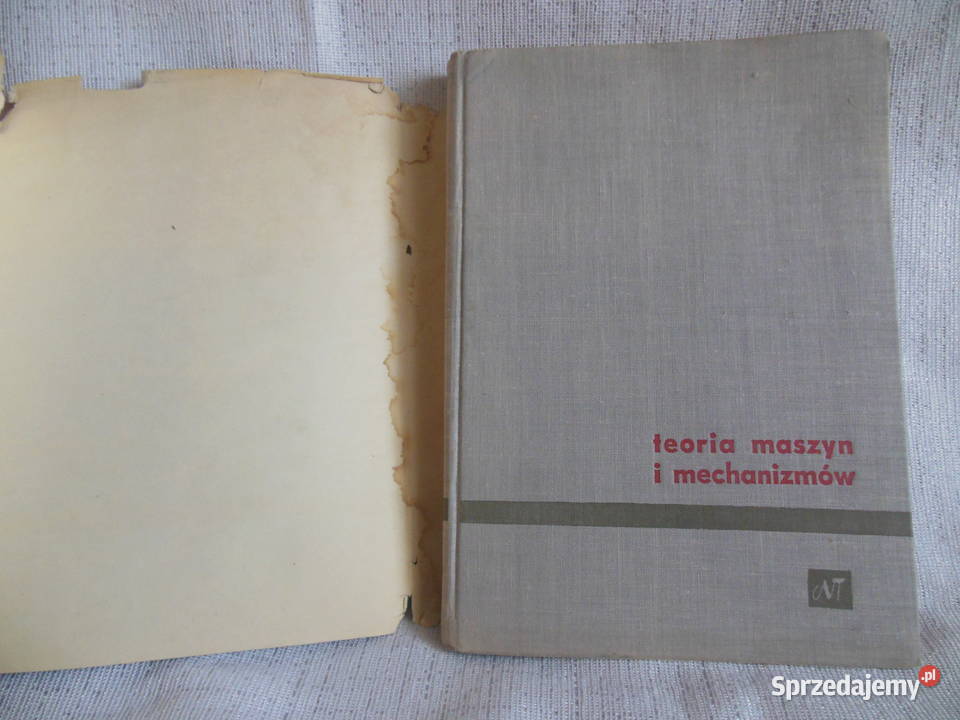 teoria maszyn
i mechanizmów
NT
Sprzedajemy.pl